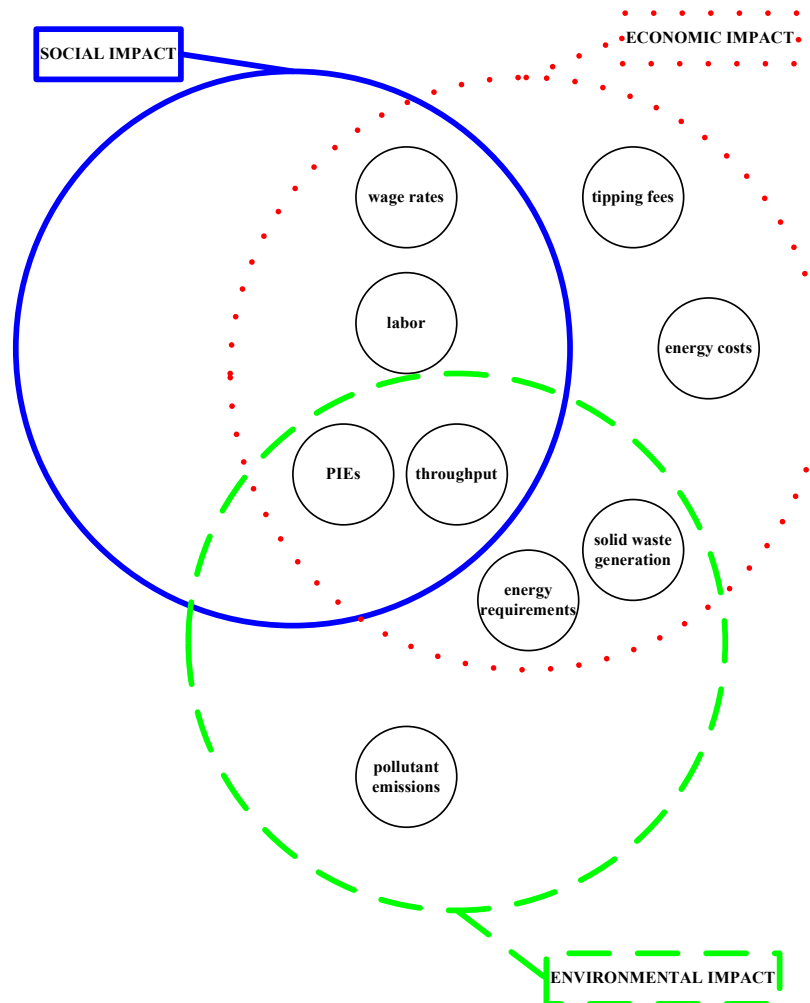 SOCIAL IMPACT
ECONOMIC IMPACT
wage rates
tipping fees
labor
energy costs
PIEs
throughput
solid waste
generation
energy
requirements
pollutant
emissions
ENVIRONMENTAL IMPACT